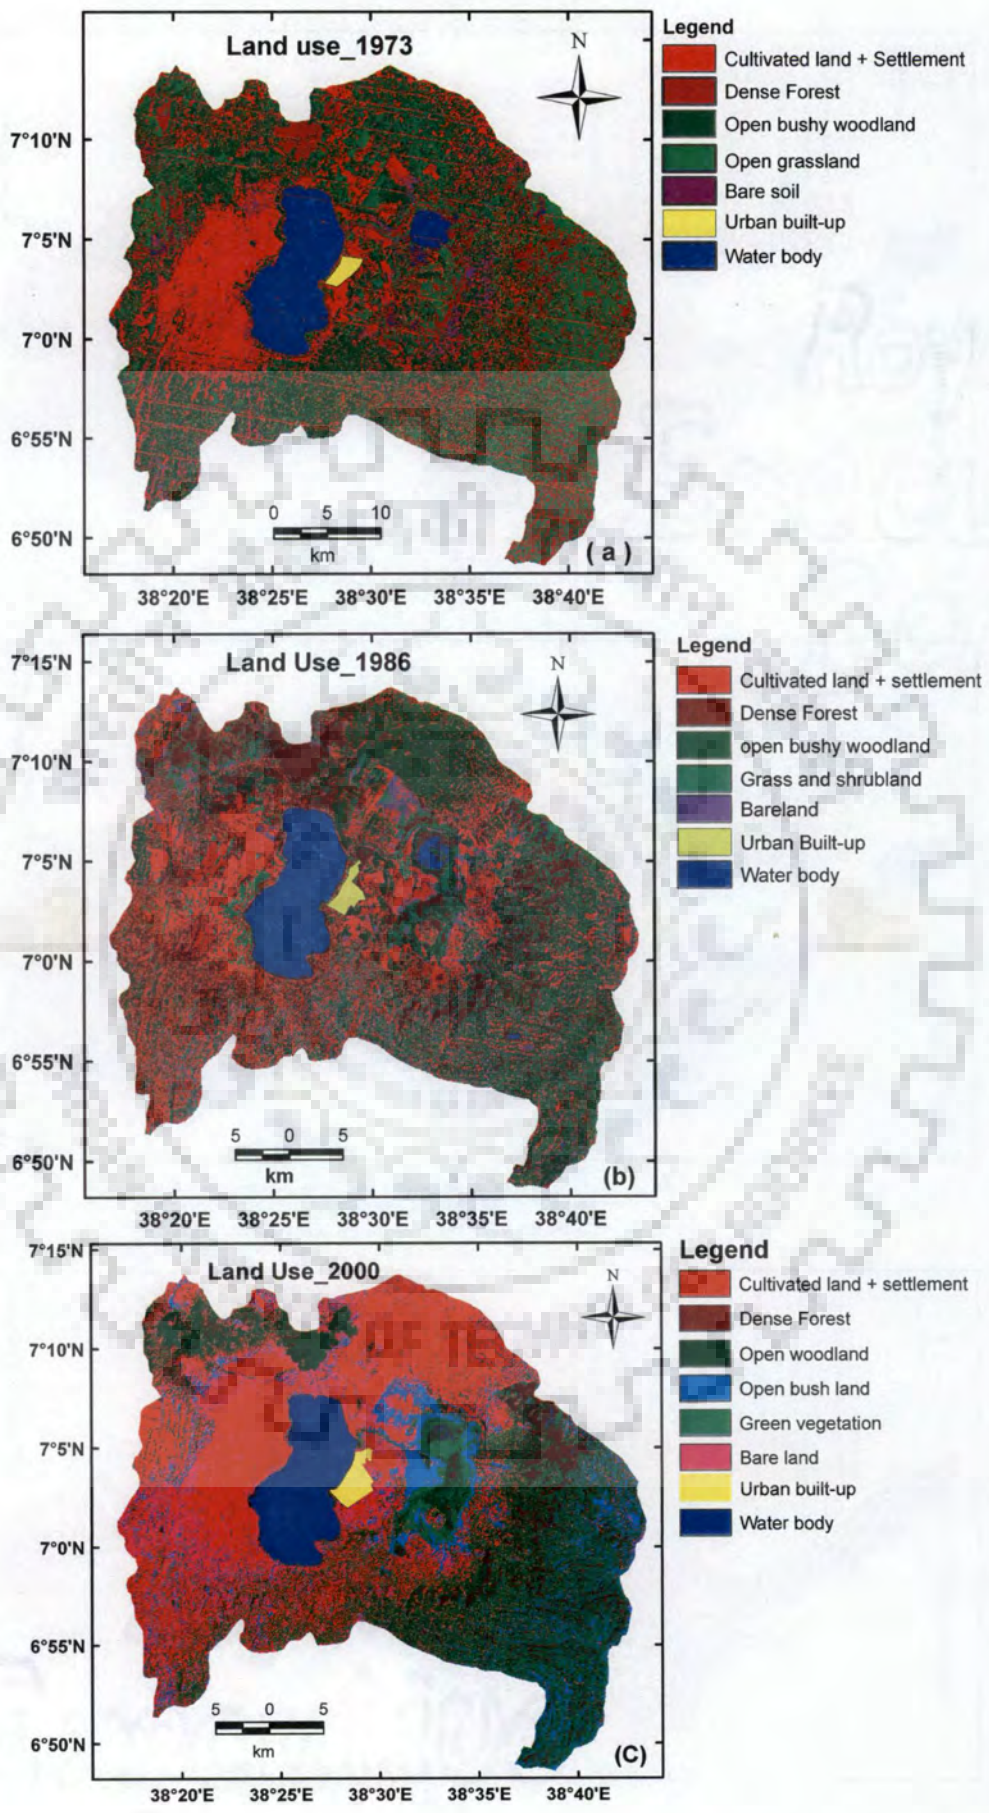 Land use_1973
N
Legend
Cultivated land + Settlement
Dense Forest
Open bushy woodland
Open grassland
Bare soil
Urban built-up
Water body
7°10'N
7°5'N
7°0'N
6°55'N
6°50'N
0 5 10
km
( a )
38°20'E 38°25'E 38°30'E 38°35'E 38°40'E
Land Use_1986
N
Legend
Cultivated land + settlement
Dense Forest
open bushy woodland
Grass and shrubland
Bareland
Urban Built-up
Water body
7°15'N
7°10'N
7°5'N
7°0'N
6°55'N
6°50'N
5 0 5
km
(b)
38°20'E 38°25'E 38°30'E 38°35'E 38°40'E
Land Use_2000
N
Legend
Cultivated land + settlement
Dense Forest
Open woodland
Open bush land
Green vegetation
Bare land
Urban built-up
Water body
7°15'N
7°10'N
7°5'N
7°0'N
6°55'N
6°50'N
5 0 5
km
(C)
38°20'E 38°25'E 38°30'E 38°35'E 38°40'E